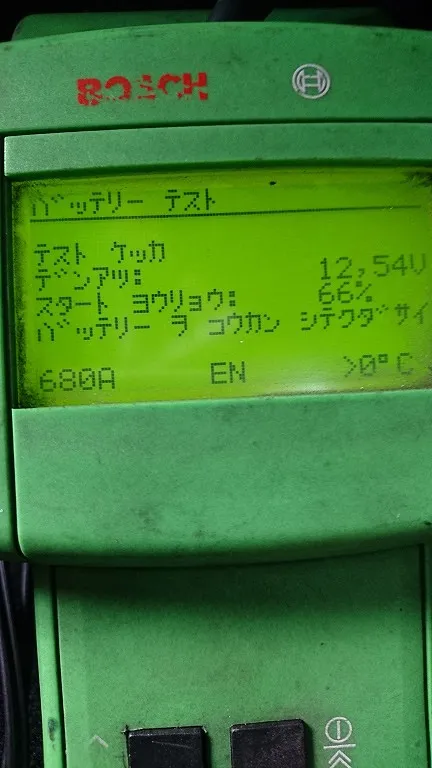 BOSCH
バッテリー テスト
テスト ケッカ
デンアツ: 12,54V
スタート ヨウリョウ: 66%
バッテリー ヲ コウカン シテクダサイ
680A EN >0°C